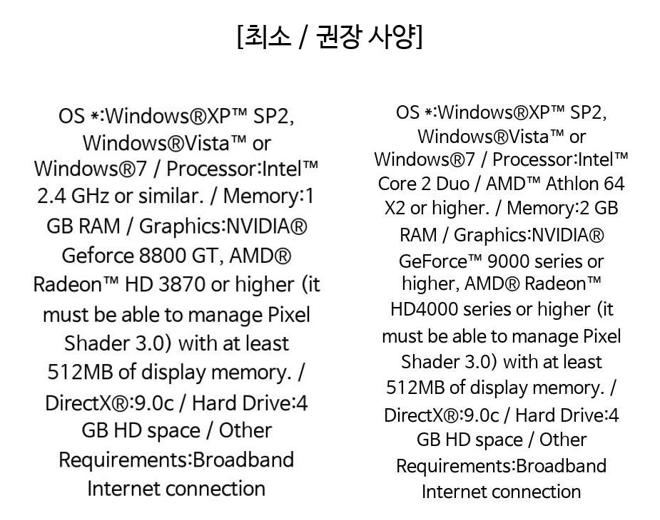 [최소 / 권장 사양]
OS *:Windows®XP™ SP2,
Windows®Vista™ or
Windows®7 / Processor:Intel™
2.4 GHz or similar. / Memory:1
GB RAM / Graphics:NVIDIA®
Geforce 8800 GT, AMD®
Radeon™ HD 3870 or higher (it
must be able to manage Pixel
Shader 3.0) with at least
512MB of display memory. /
DirectX®:9.0c / Hard Drive:4
GB HD space / Other
Requirements:Broadband
Internet connection
OS *:Windows®XP™ SP2,
Windows®Vista™ or
Windows®7 / Processor:Intel™
Core 2 Duo / AMD™ Athlon 64
X2 or higher. / Memory:2 GB
RAM / Graphics:NVIDIA®
GeForce™ 9000 series or
higher, AMD® Radeon™
HD4000 series or higher (it
must be able to manage Pixel
Shader 3.0) with at least
512MB of display memory. /
DirectX®:9.0c / Hard Drive:4
GB HD space / Other
Requirements:Broadband
Internet connection